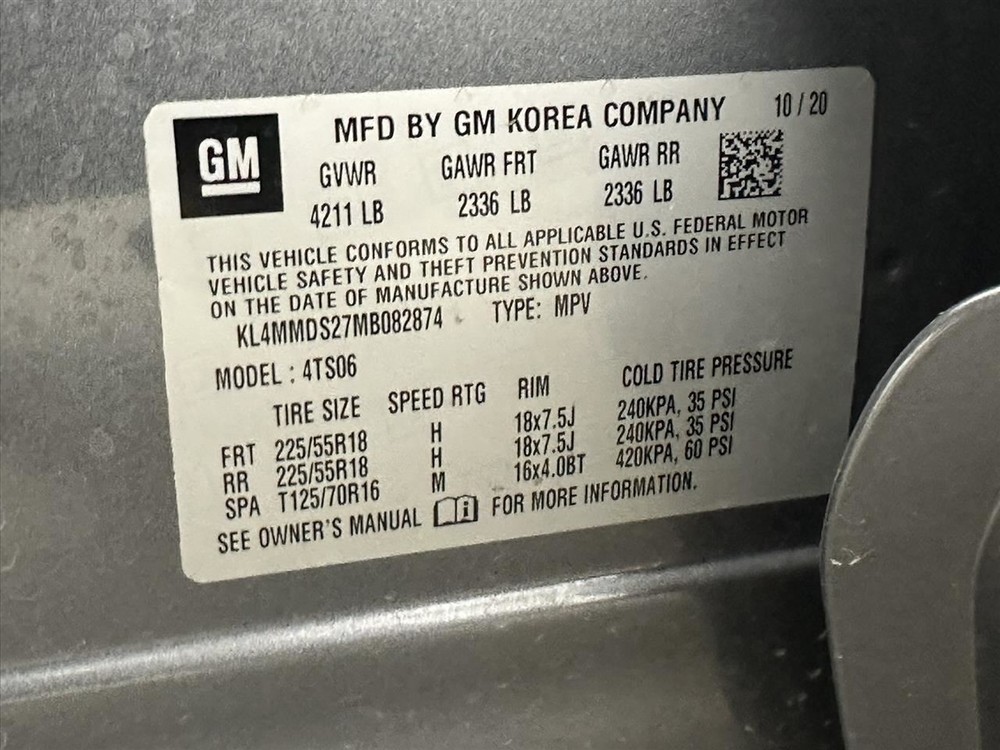 GM
MFD BY GM KOREA COMPANY 10 / 20
GVWR GAWR FRT GAWR RR
4211 LB 2336 LB 2336 LB
THIS VEHICLE CONFORMS TO ALL APPLICABLE U.S. FEDERAL MOTOR
VEHICLE SAFETY AND THEFT PREVENTION STANDARDS IN EFFECT
ON THE DATE OF MANUFACTURE SHOWN ABOVE.
KL4MMDS27MB082874 TYPE: MPV
MODEL : 4TS06
TIRE SIZE SPEED RTG RIM COLD TIRE PRESSURE
FRT 225/55R18 H 18x7.5J 240KPA, 35 PSI
RR 225/55R18 H 18x7.5J 240KPA, 35 PSI
SPA T125/70R16 M 16x4.0BT 420KPA, 60 PSI
SEE OWNER'S MANUAL i FOR MORE INFORMATION.